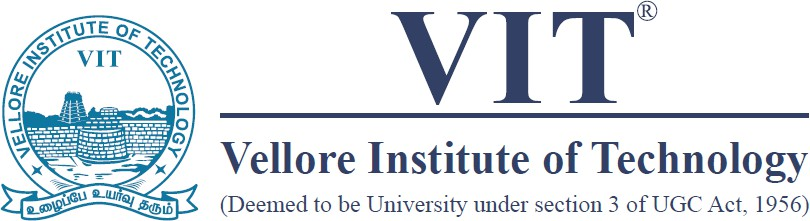 VELLORE INSTITUTE OF TECHNOLOGY
VIT
உழைப்பே உயர்வு தரும்
VIT®
Vellore Institute of Technology
(Deemed to be University under section 3 of UGC Act, 1956)